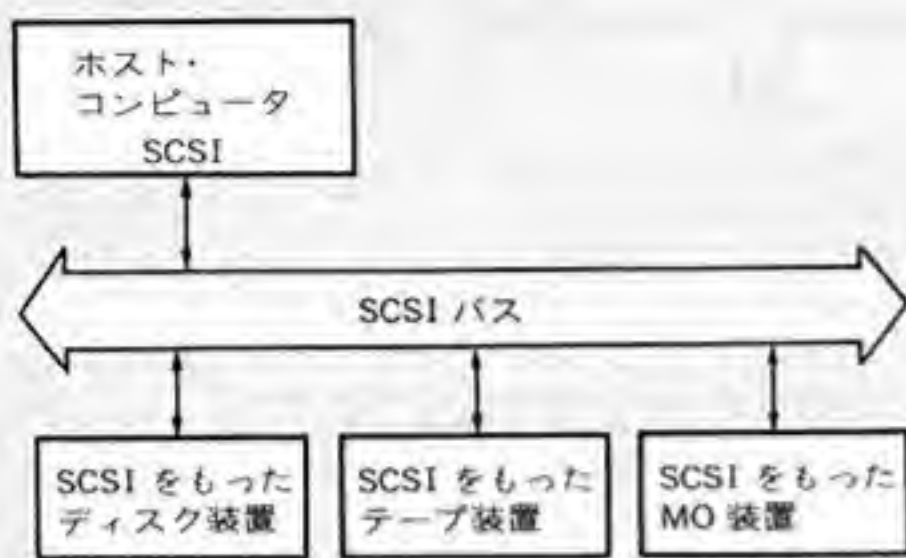 ホスト・
コンピュータ
SCSI
SCSI バス
SCSI をもった
ディスク装置
SCSI をもった
テープ装置
SCSI をもった
MO 装置